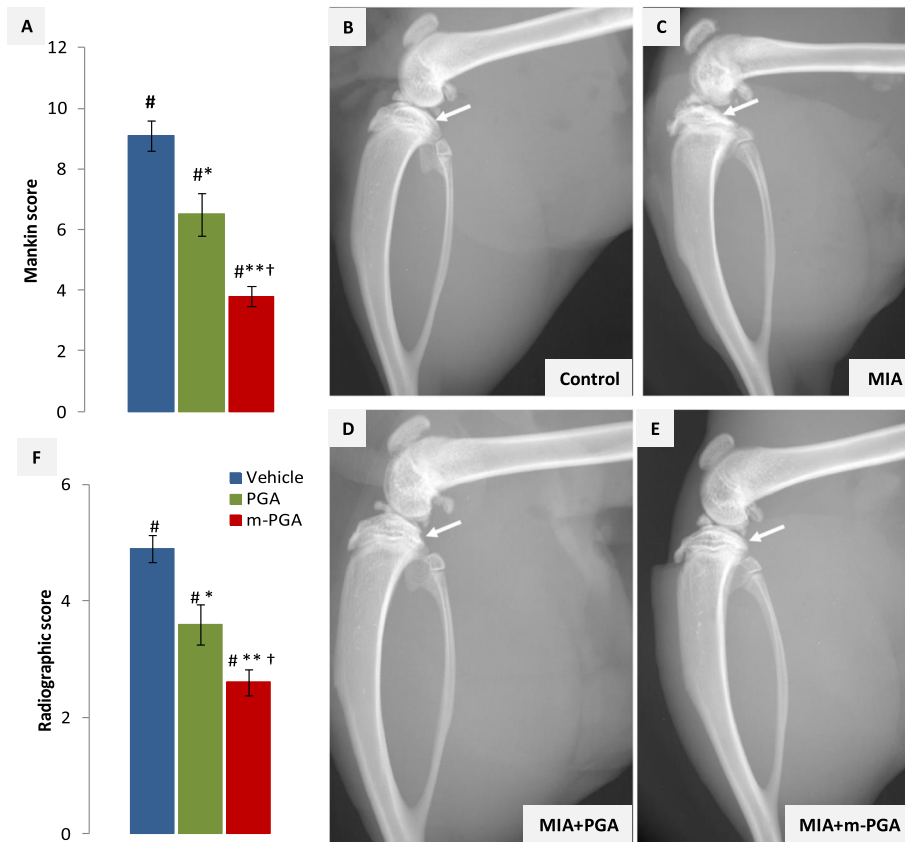 A
12
10
8
6
4
2
0
Mankin score
#
#*
#**†
B
Control
C
MIA
F
6
4
2
0
Radiographic score
Vehicle
PGA
m-PGA
#
# *
# ** †
D
MIA+PGA
E
MIA+m-PGA